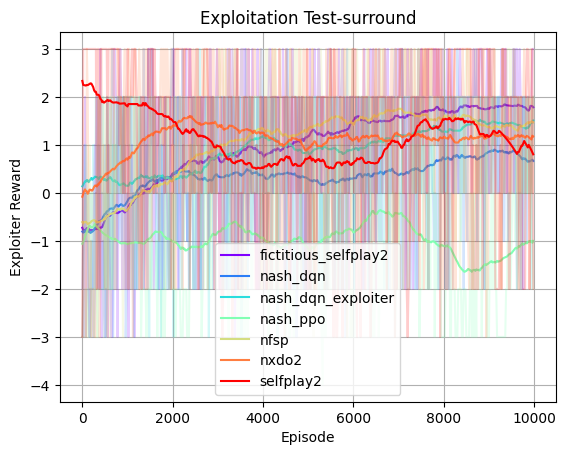 Exploitation Test-surround
Exploiter Reward
3
2
1
0
−1
−2
−3
−4
fictitious_selfplay2
nash_dqn
nash_dqn_exploiter
nash_ppo
nfsp
nxdo2
selfplay2
0
2000
4000
6000
8000
10000
Episode